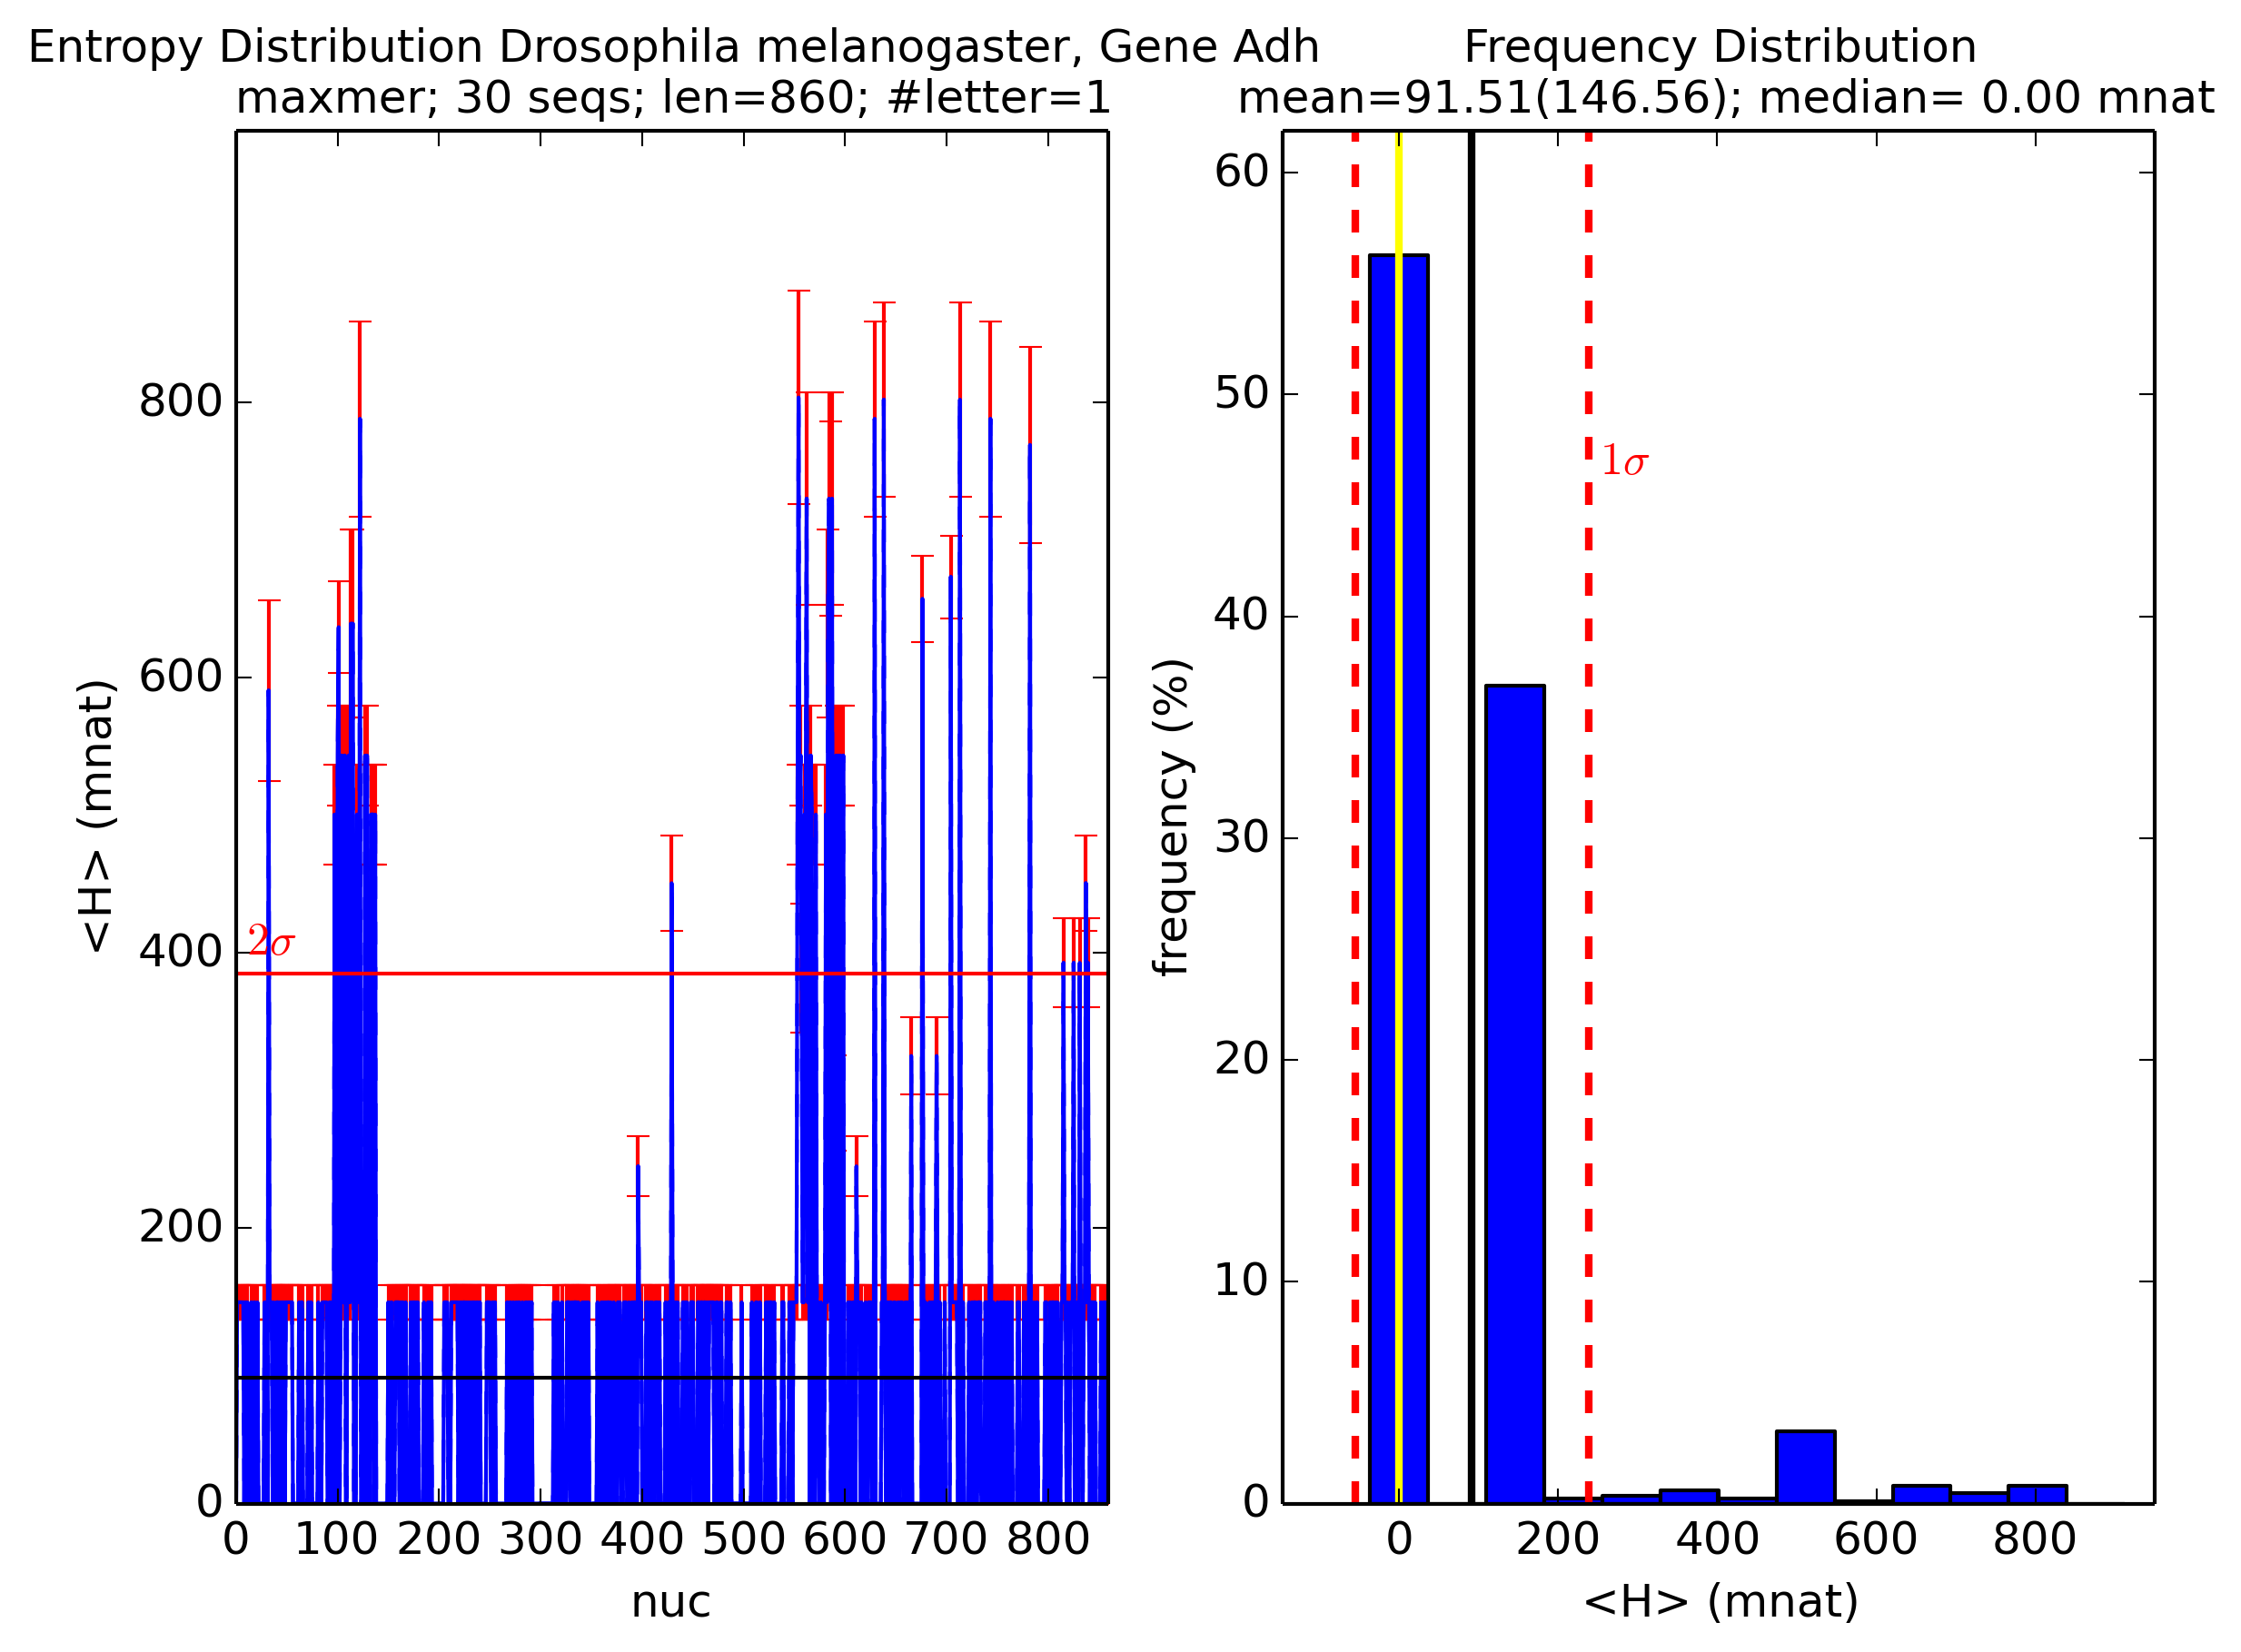 Entropy Distribution Drosophila melanogaster, Gene Adh
maxmer; 30 seqs; len=860; #letter=1
<H> (mnat)
800
600
400
200
0
2σ
0 100 200 300 400 500 600 700 800
nuc
Frequency Distribution
mean=91.51(146.56); median= 0.00 mnat
frequency (%)
60
50
40
30
20
10
0
1σ
0 200 400 600 800
<H> (mnat)